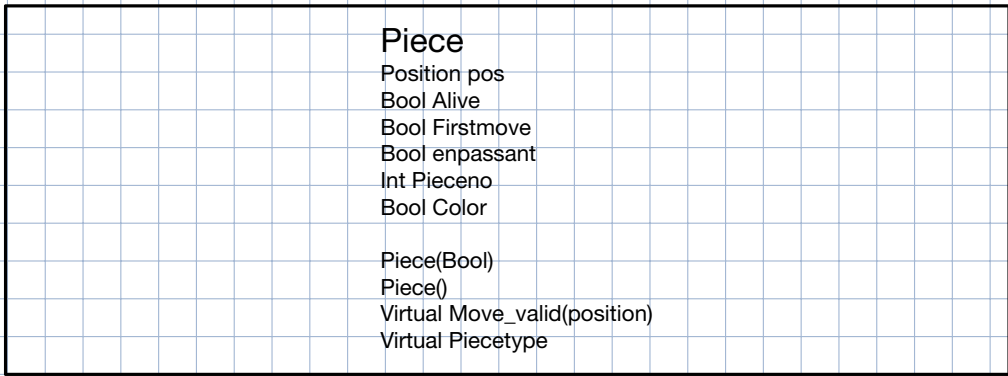 Piece
Position pos
Bool Alive
Bool Firstmove
Bool enpassant
Int Pieceno
Bool Color
Piece(Bool)
Piece()
Virtual Move_valid(position)
Virtual Piecetype